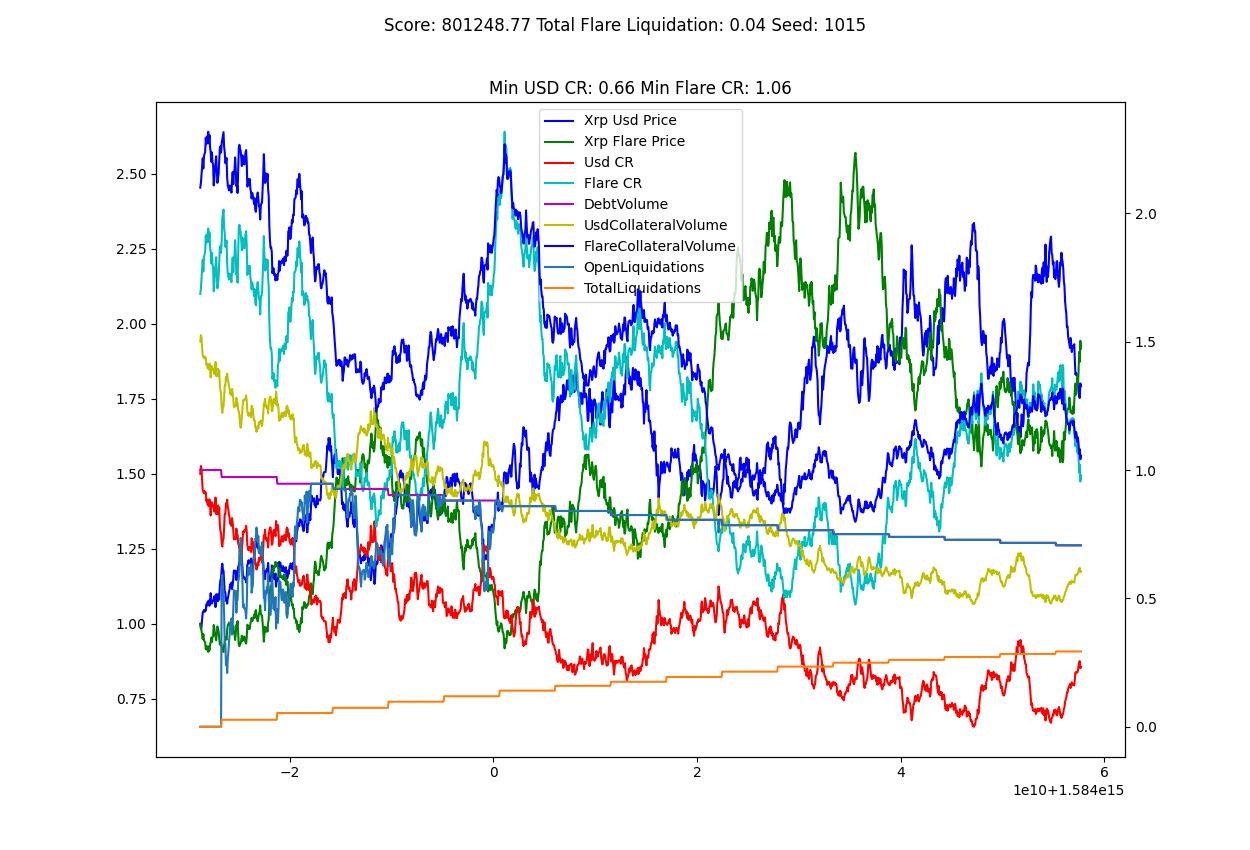 Score: 801248.77 Total Flare Liquidation: 0.04 Seed: 1015
Min USD CR: 0.66 Min Flare CR: 1.06
Xrp Usd Price
Xrp Flare Price
Usd CR
Flare CR
DebtVolume
UsdCollateralVolume
FlareCollateralVolume
OpenLiquidations
TotalLiquidations
2.50
2.25
2.00
1.75
1.50
1.25
1.00
0.75
2.0
1.5
1.0
0.5
0.0
−2 0 2 4 6
1e10+1.584e15